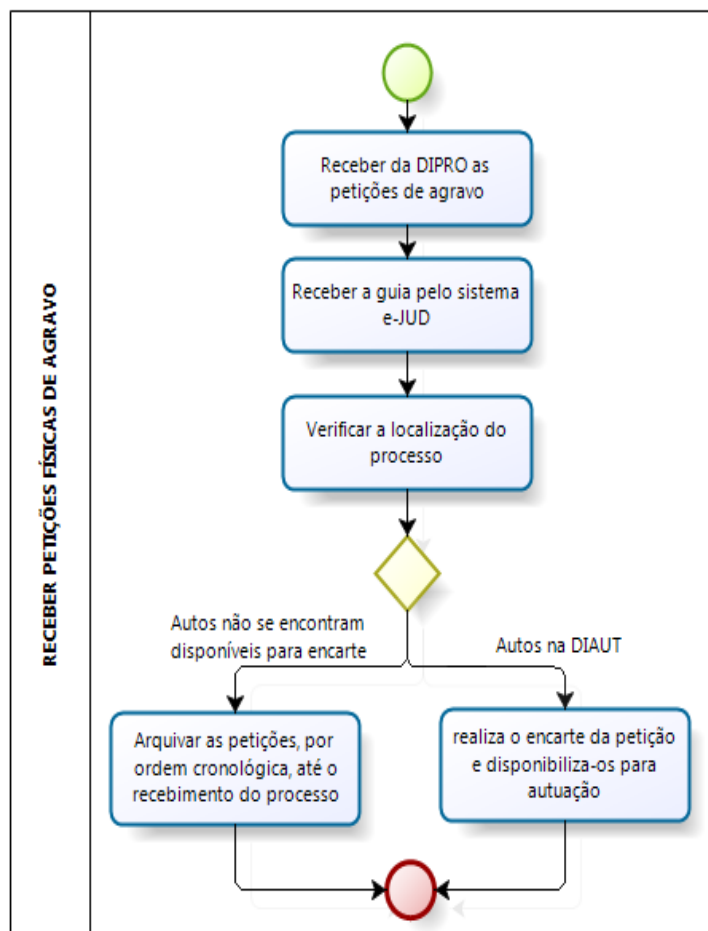 RECEBER PETIÇÕES FÍSICAS DE AGRAVO
Receber da DIPRO as
petições de agravo
Receber a guia pelo sistema
e-JUD
Verificar a localização do
processo
Autos não se encontram
disponíveis para encarte
Autos na DIAUT
Arquivar as petições, por
ordem cronológica, até o
recebimento do processo
realiza o encarte da petição
e disponibiliza-os para
autuação